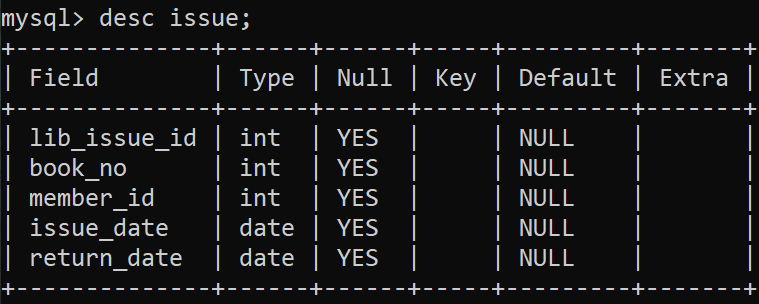 mysql> desc issue;
+--------------+------+------+-----+---------+-------+
| Field        | Type | Null | Key | Default | Extra |
+--------------+------+------+-----+---------+-------+
| lib_issue_id | int  | YES  |     | NULL    |       |
| book_no      | int  | YES  |     | NULL    |       |
| member_id    | int  | YES  |     | NULL    |       |
| issue_date   | date | YES  |     | NULL    |       |
| return_date  | date | YES  |     | NULL    |       |
+--------------+------+------+-----+---------+-------+